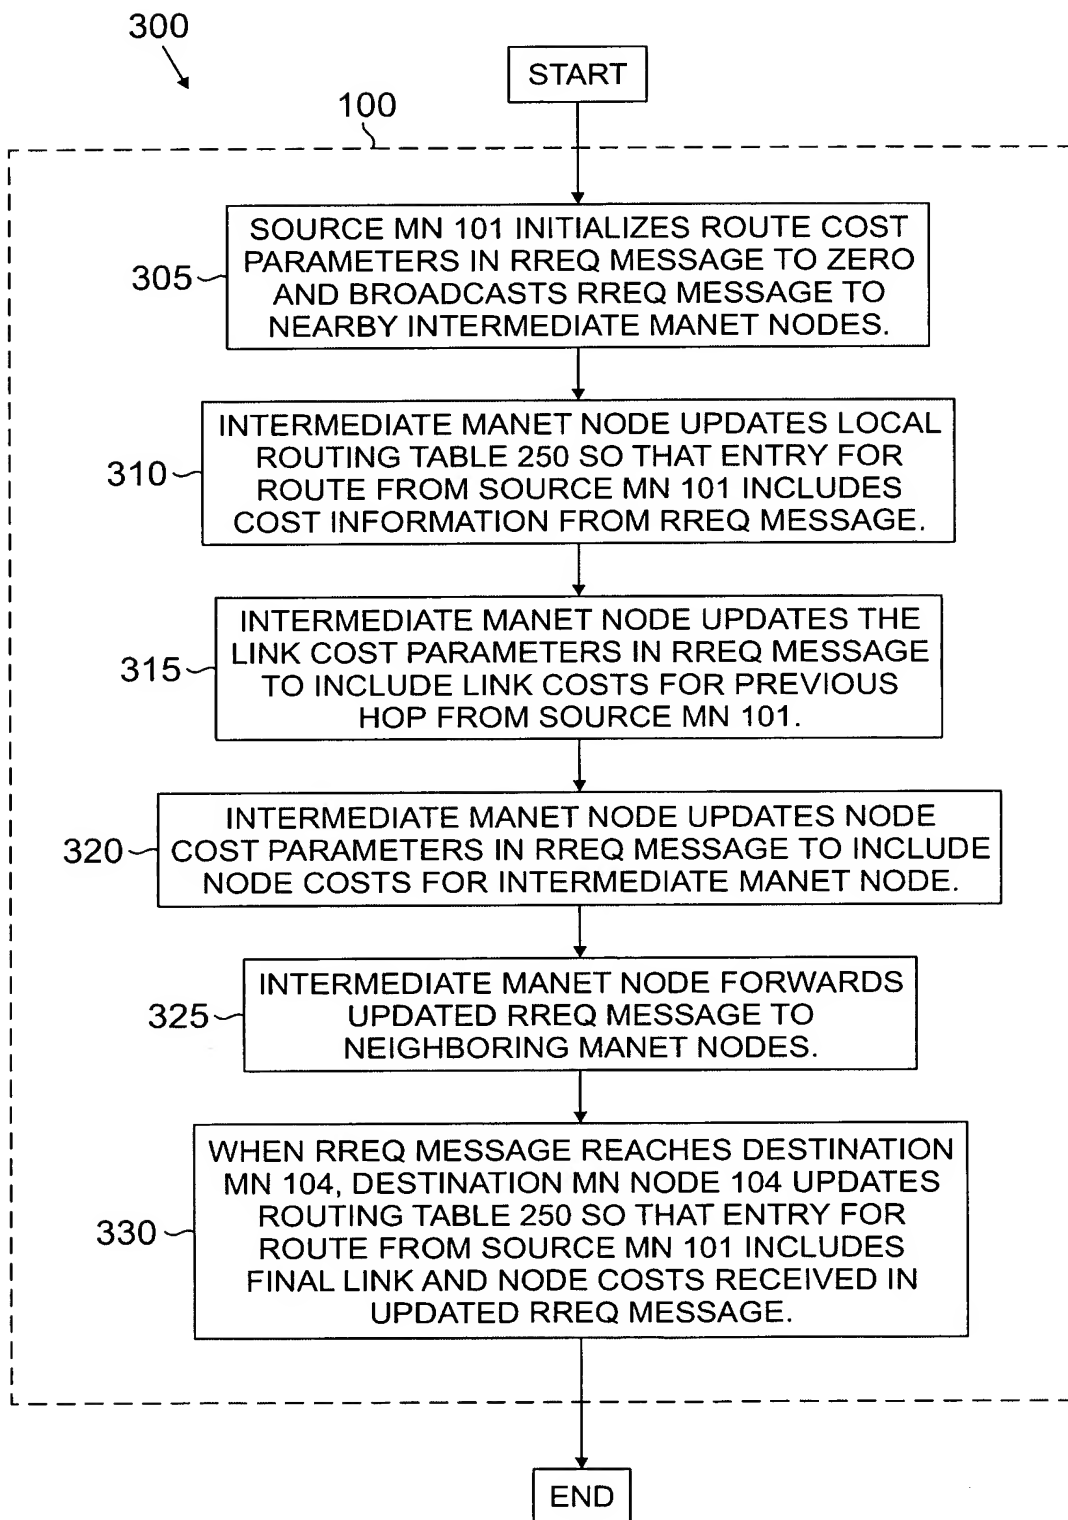 300
START
100
SOURCE MN 101 INITIALIZES ROUTE COST
PARAMETERS IN RREQ MESSAGE TO ZERO
AND BROADCASTS RREQ MESSAGE TO
NEARBY INTERMEDIATE MANET NODES.
305
INTERMEDIATE MANET NODE UPDATES LOCAL
ROUTING TABLE 250 SO THAT ENTRY FOR
ROUTE FROM SOURCE MN 101 INCLUDES
COST INFORMATION FROM RREQ MESSAGE.
310
INTERMEDIATE MANET NODE UPDATES THE
LINK COST PARAMETERS IN RREQ MESSAGE
TO INCLUDE LINK COSTS FOR PREVIOUS
HOP FROM SOURCE MN 101.
315
INTERMEDIATE MANET NODE UPDATES NODE
COST PARAMETERS IN RREQ MESSAGE TO INCLUDE
NODE COSTS FOR INTERMEDIATE MANET NODE.
320
INTERMEDIATE MANET NODE FORWARDS
UPDATED RREQ MESSAGE TO
NEIGHBORING MANET NODES.
325
WHEN RREQ MESSAGE REACHES DESTINATION
MN 104, DESTINATION MN NODE 104 UPDATES
ROUTING TABLE 250 SO THAT ENTRY FOR
ROUTE FROM SOURCE MN 101 INCLUDES
FINAL LINK AND NODE COSTS RECEIVED IN
UPDATED RREQ MESSAGE.
330
END